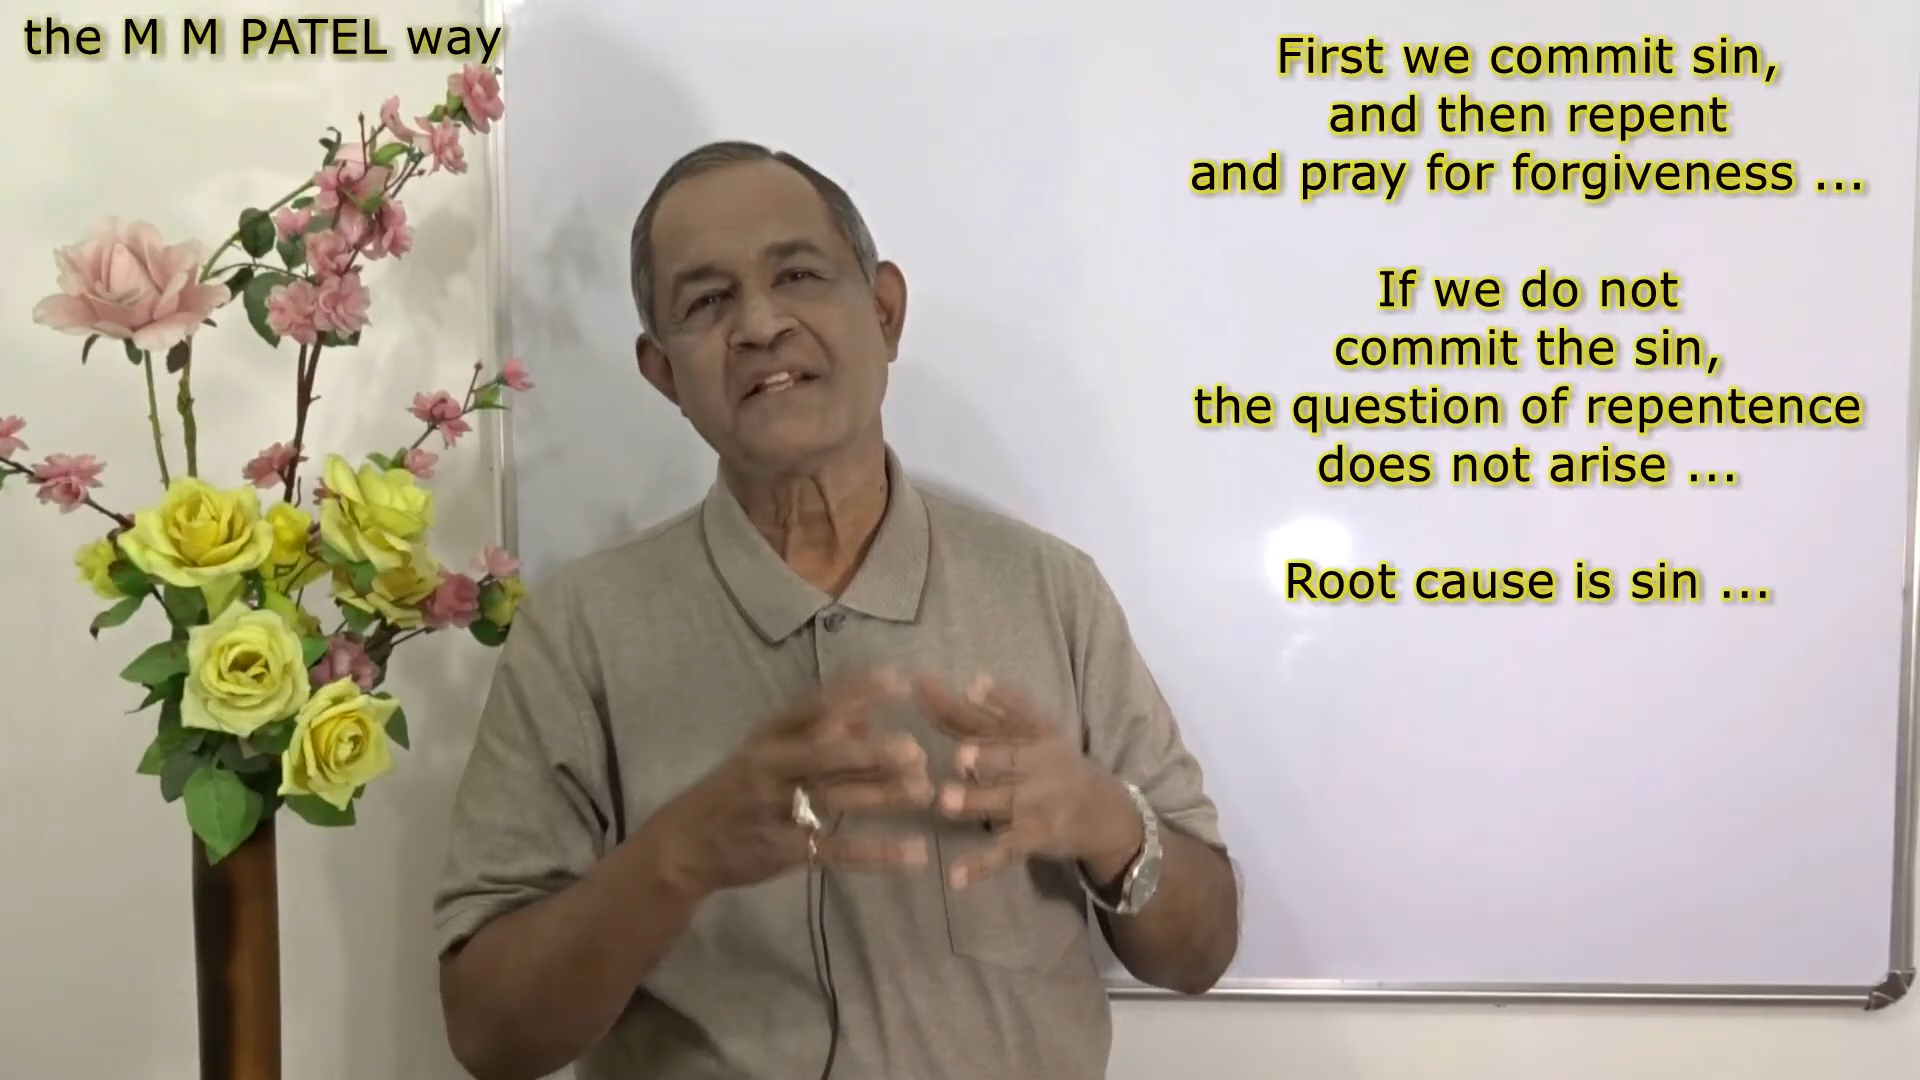 the M M PATEL way
First we commit sin,
and then repent
and pray for forgiveness ...
If we do not
commit the sin,
the question of repentence
does not arise ...
Root cause is sin ...